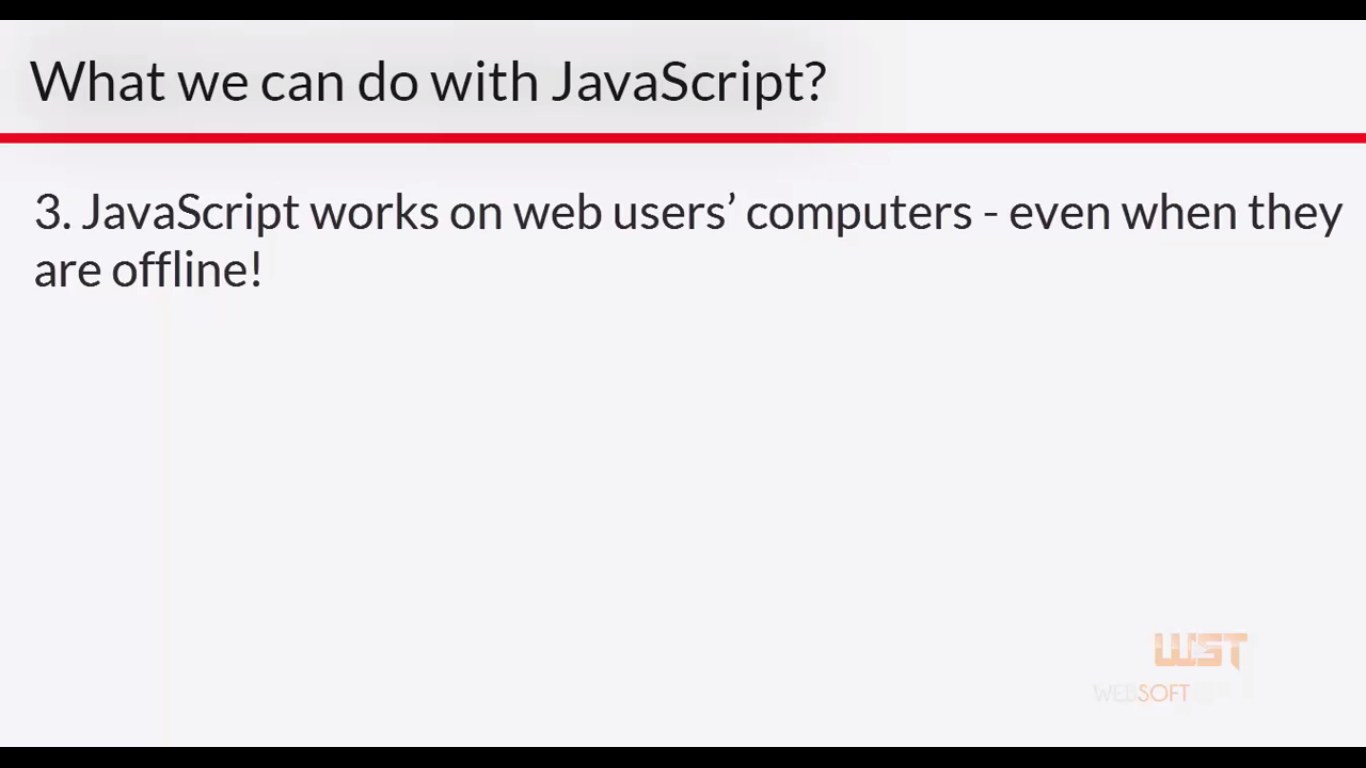 What we can do with JavaScript?
3. JavaScript works on web users’ computers - even when they
are offline!
WST
WEBSOFT